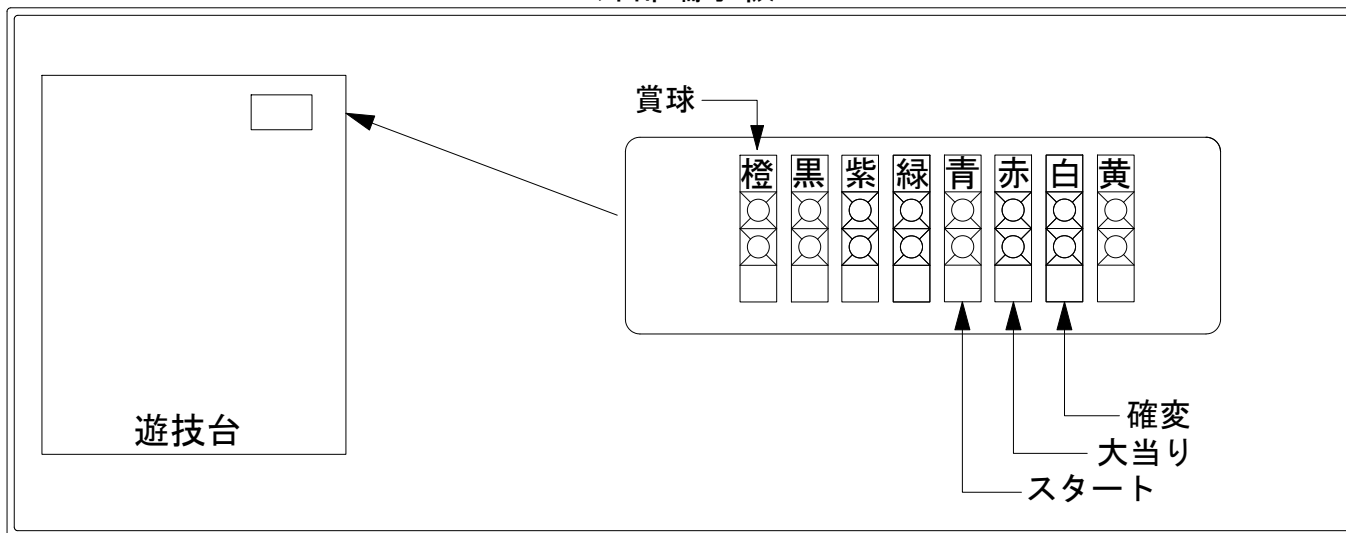 賞球
橙 黒 紫 緑 青 赤 白 黄
遊技台
確変
大当り
スタート